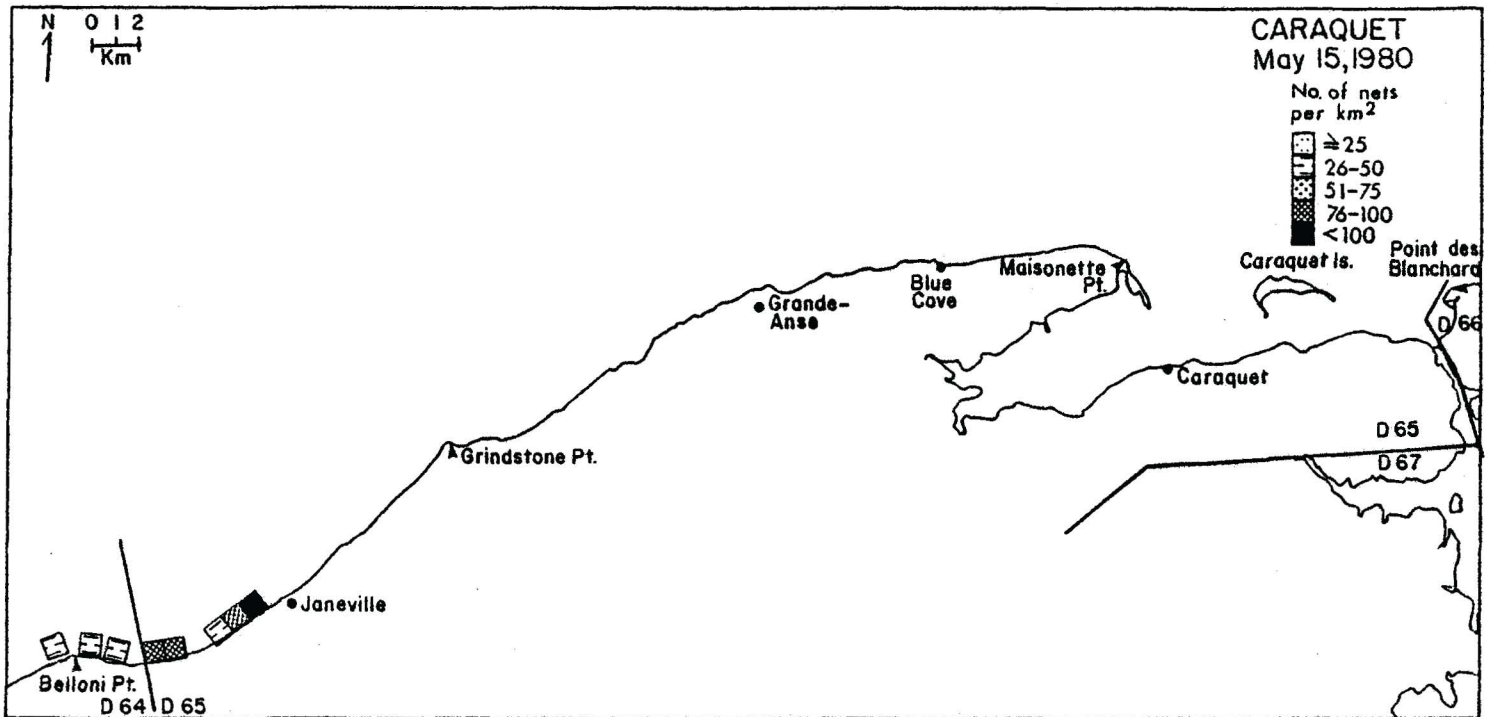 N
0 1 2
Km
CARAQUET
May 15,1980
No. of nets
per km²
≩25
26-50
51-75
76-100
<100
Point des
Blanchard
Caraquet Is.
Maisonette
Pt.
Blue
Cove
Grande-
Anse
D 66
Caraquet
D 65
D 67
Grindstone Pt.
Janeville
Belloni Pt.
D 64
D 65